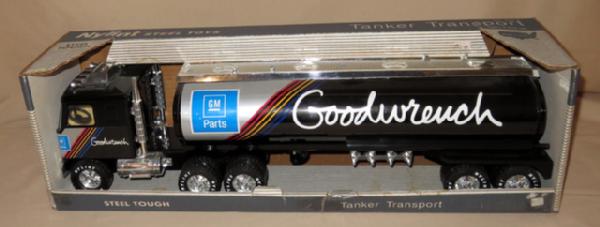 Nylint STEEL TOYS
Tanker Transport
GM
Parts
Goodwrench
Goodwrench
STEEL TOUGH
Tanker Transport